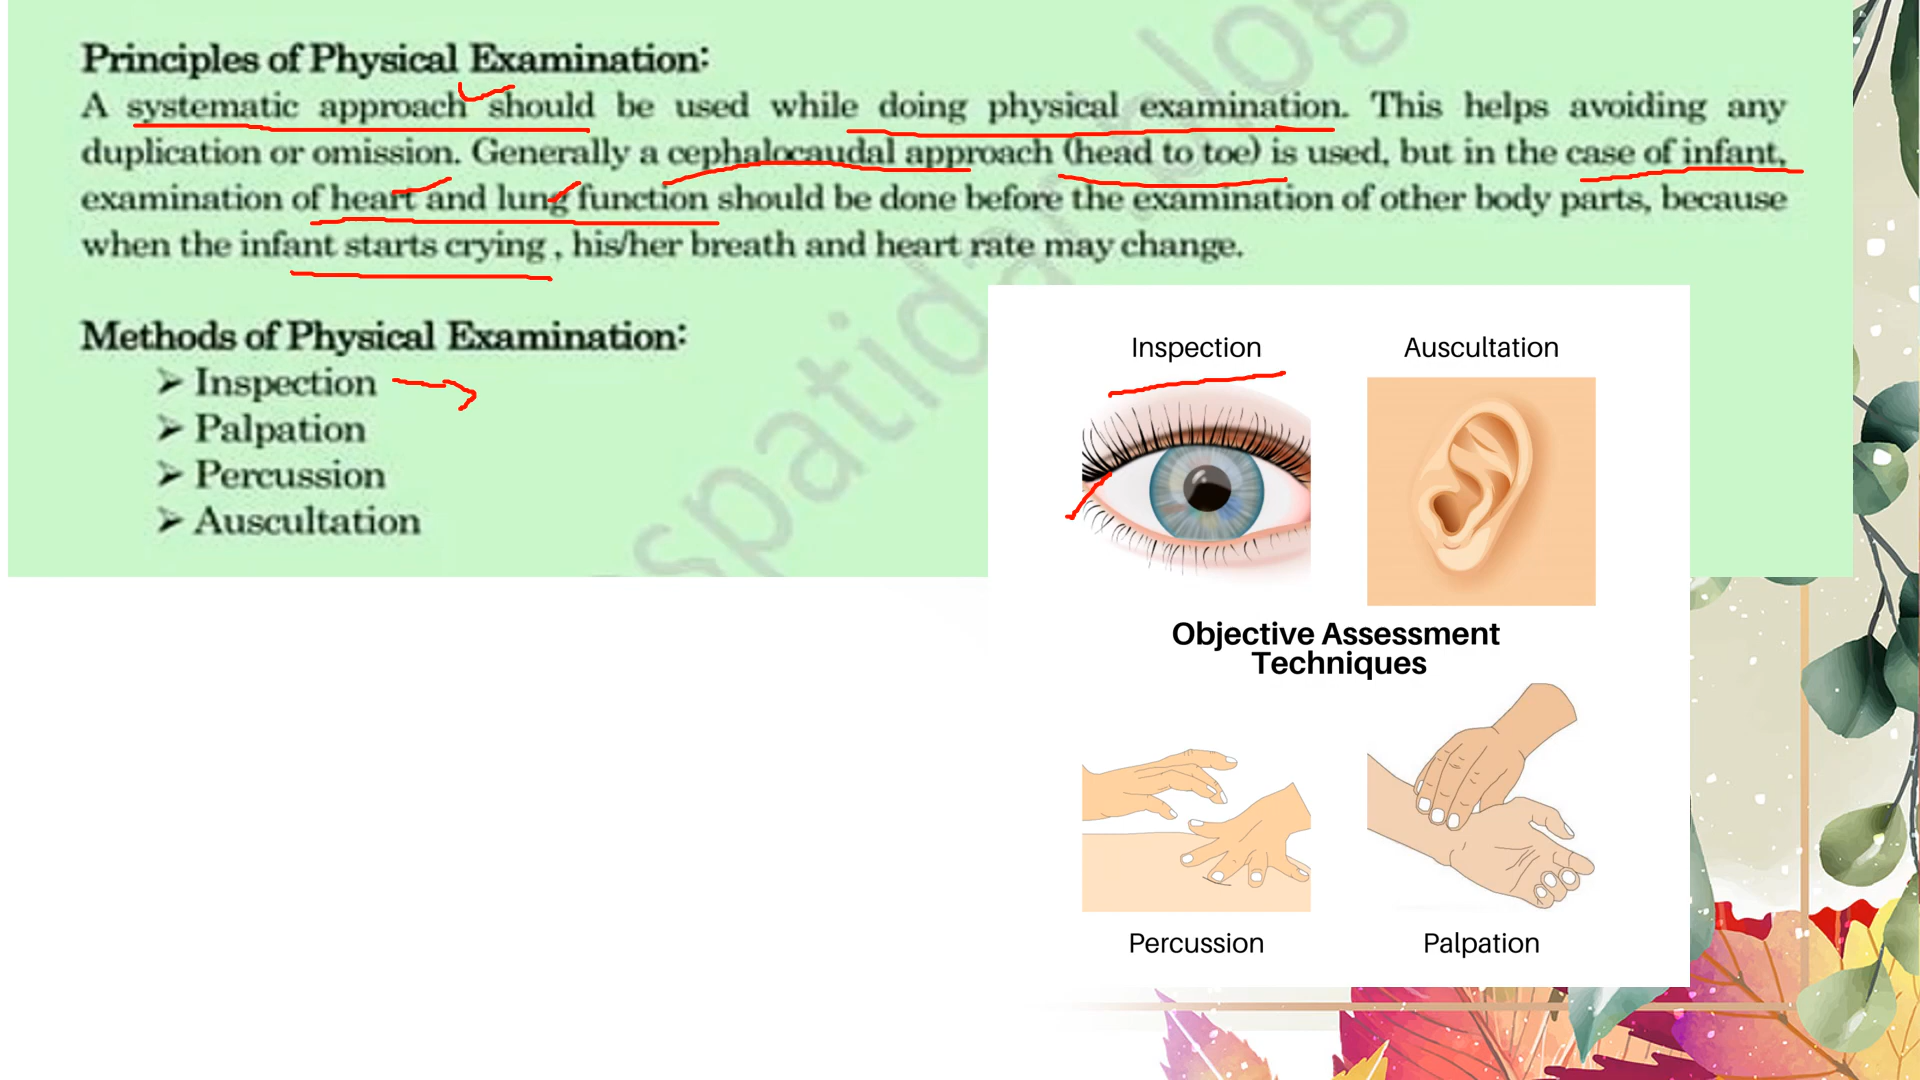 Principles of Physical Examination:
A systematic approach should be used while doing physical examination. This helps avoiding any
duplication or omission. Generally a cephalocaudal approach (head to toe) is used, but in the case of infant,
examination of heart and lung function should be done before the examination of other body parts, because
when the infant starts crying , his/her breath and heart rate may change.
Methods of Physical Examination:
➢ Inspection
➢ Palpation
➢ Percussion
➢ Auscultation
Inspection
Auscultation
Objective Assessment
Techniques
Percussion
Palpation